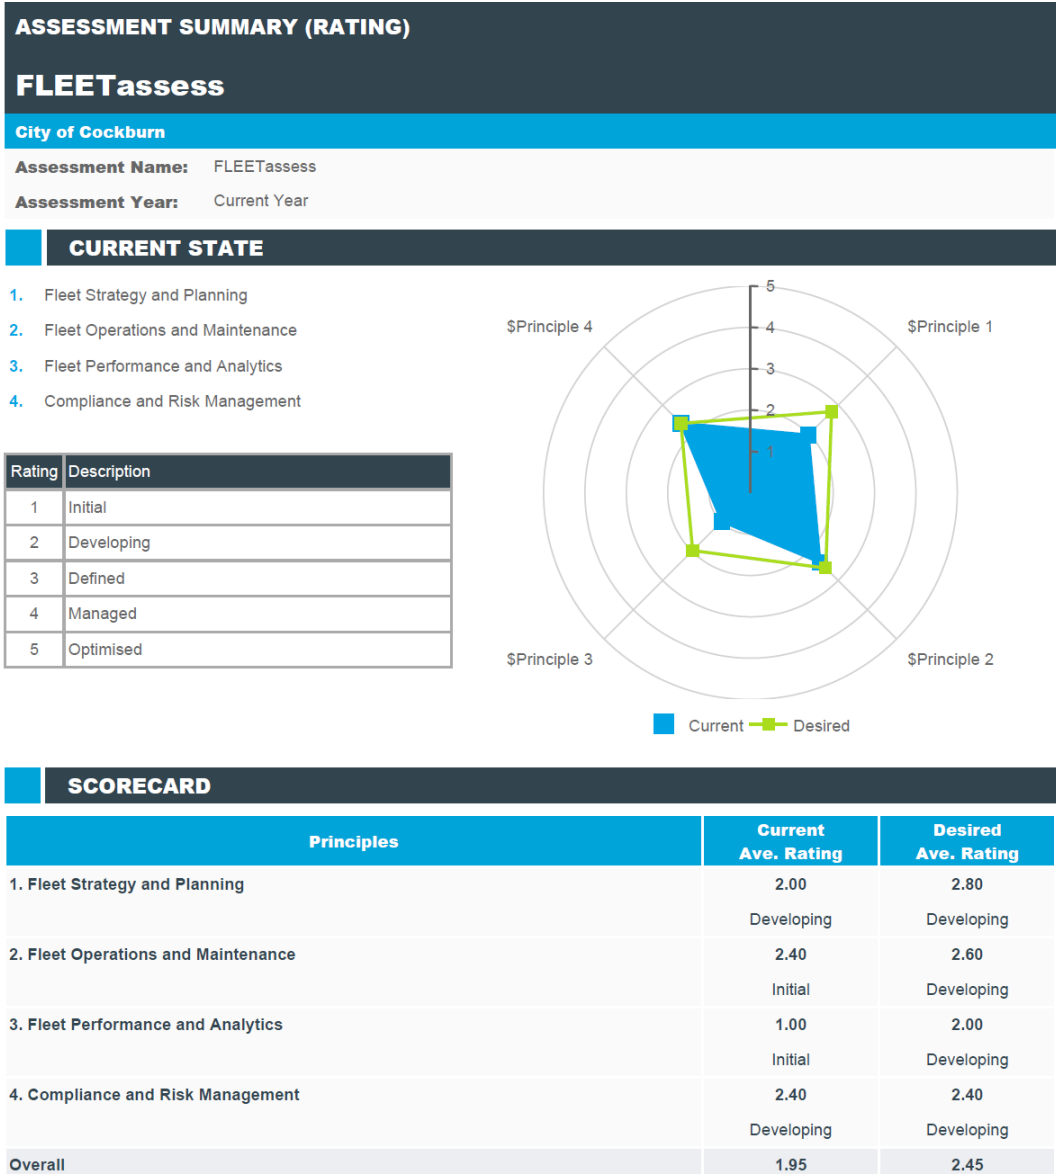 ASSESSMENT SUMMARY (RATING)
FLEETassess
City of Cockburn
Assessment Name: FLEETassess
Assessment Year: Current Year
CURRENT STATE
1. Fleet Strategy and Planning
2. Fleet Operations and Maintenance
3. Fleet Performance and Analytics
4. Compliance and Risk Management
Rating Description
1 Initial
2 Developing
3 Defined
4 Managed
5 Optimised
5
$Principle 4
4
$Principle 1
3
2
1
$Principle 3
$Principle 2
Current Desired
SCORECARD
Principles
Current
Ave. Rating
Desired
Ave. Rating
1. Fleet Strategy and Planning 2.00 2.80
Developing Developing
2. Fleet Operations and Maintenance 2.40 2.60
Initial Developing
3. Fleet Performance and Analytics 1.00 2.00
Initial Developing
4. Compliance and Risk Management 2.40 2.40
Developing Developing
Overall 1.95 2.45